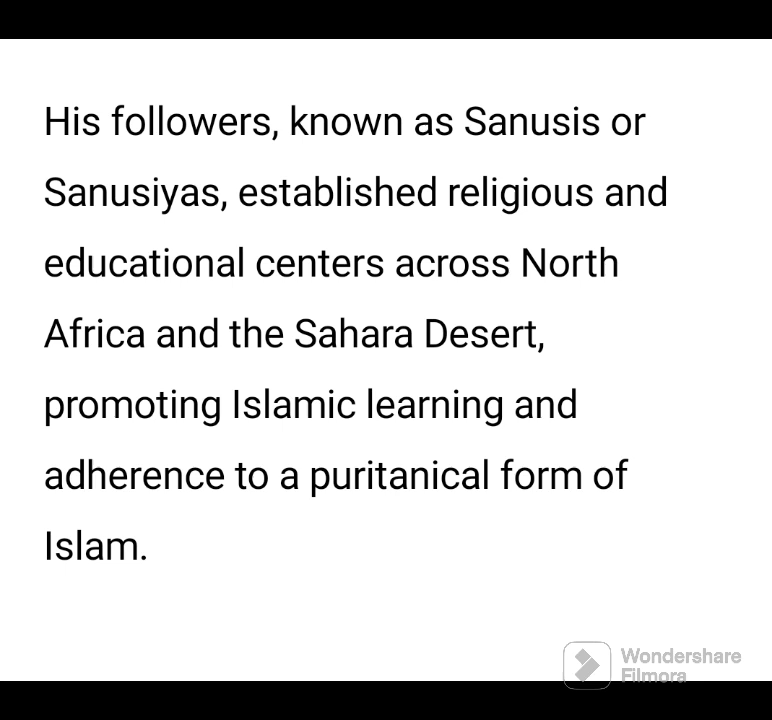 His followers, known as Sanusis or
Sanusiyas, established religious and
educational centers across North
Africa and the Sahara Desert,
promoting Islamic learning and
adherence to a puritanical form of
Islam.
Wondershare
Filmora